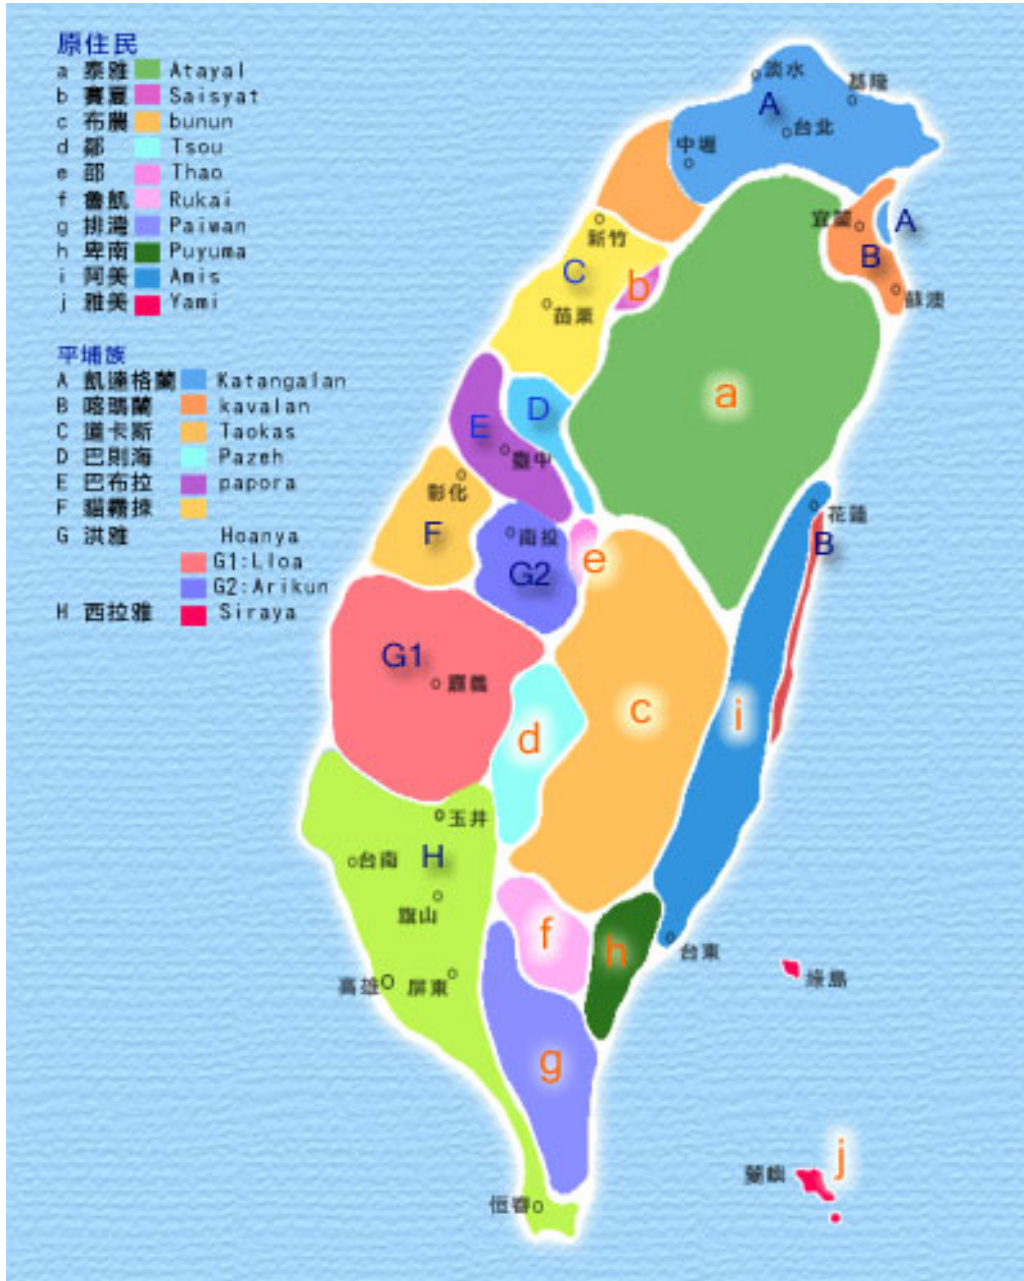 原住民
a 泰雅 Atayal
b 賽夏 Saisyat
c 布農 bunun
d 鄒 Tsou
e 邵 Thao
f 魯凱 Rukai
g 排灣 Paiwan
h 卑南 Puyuma
i 阿美 Amis
j 雅美 Yami
平埔族
A 凱達格蘭 Katangalan
B 喀瑪蘭 kavalan
C 道卡斯 Taokas
D 巴則海 Pazeh
E 巴布拉 papora
F 貓霧捒
G 洪雅 Hoanya
G1:Lloa
G2:Arikun
H 西拉雅 Siraya
淡水
基隆
A
台北
中壢
宜蘭
A
B
蘇澳
新竹
C
b
苗栗
a
D
E
臺中
彰化
F
南投
G2
e
花蓮
B
G1
嘉義
d
c
i
玉井
台南
H
旗山
f
h
台東
綠島
高雄
屏東
g
蘭嶼
j
恒春